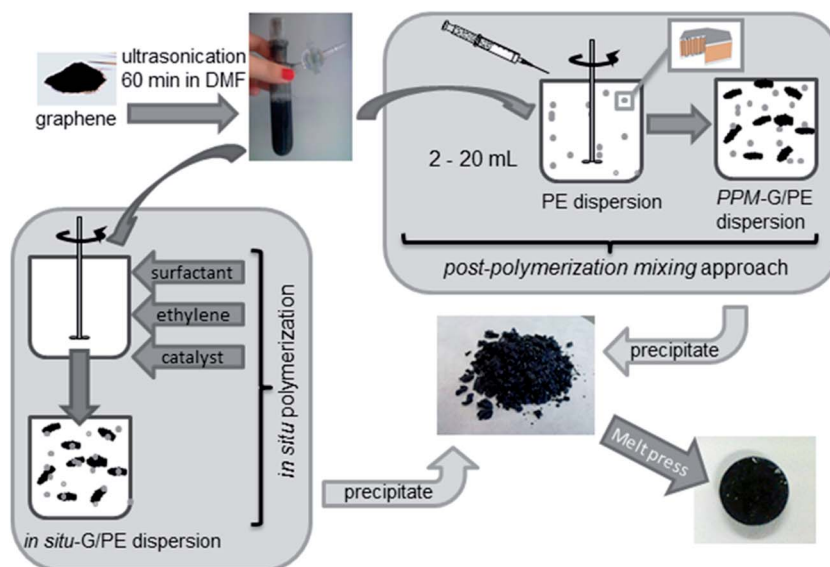 ultrasonication
60 min in DMF
graphene
2 - 20 mL
PE dispersion
PPM-G/PE
dispersion
post-polymerization mixing approach
surfactant
ethylene
catalyst
in situ polymerization
in situ-G/PE dispersion
precipitate
precipitate
Melt press